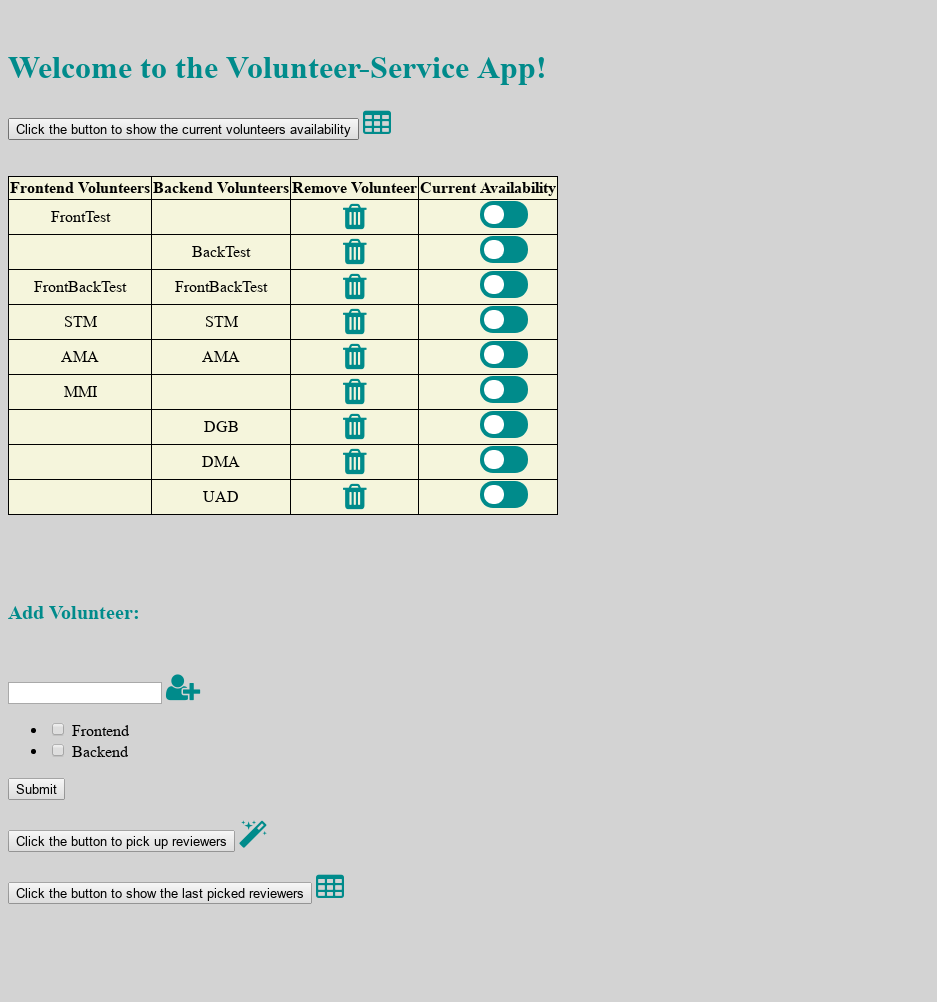 Welcome to the Volunteer-Service App!
Click the button to show the current volunteers availability
Frontend Volunteers Backend Volunteers Remove Volunteer Current Availability
FrontTest
BackTest
FrontBackTest FrontBackTest
STM STM
AMA AMA
MMI
DGB
DMA
UAD
Add Volunteer:
Frontend
Backend
Submit
Click the button to pick up reviewers
Click the button to show the last picked reviewers